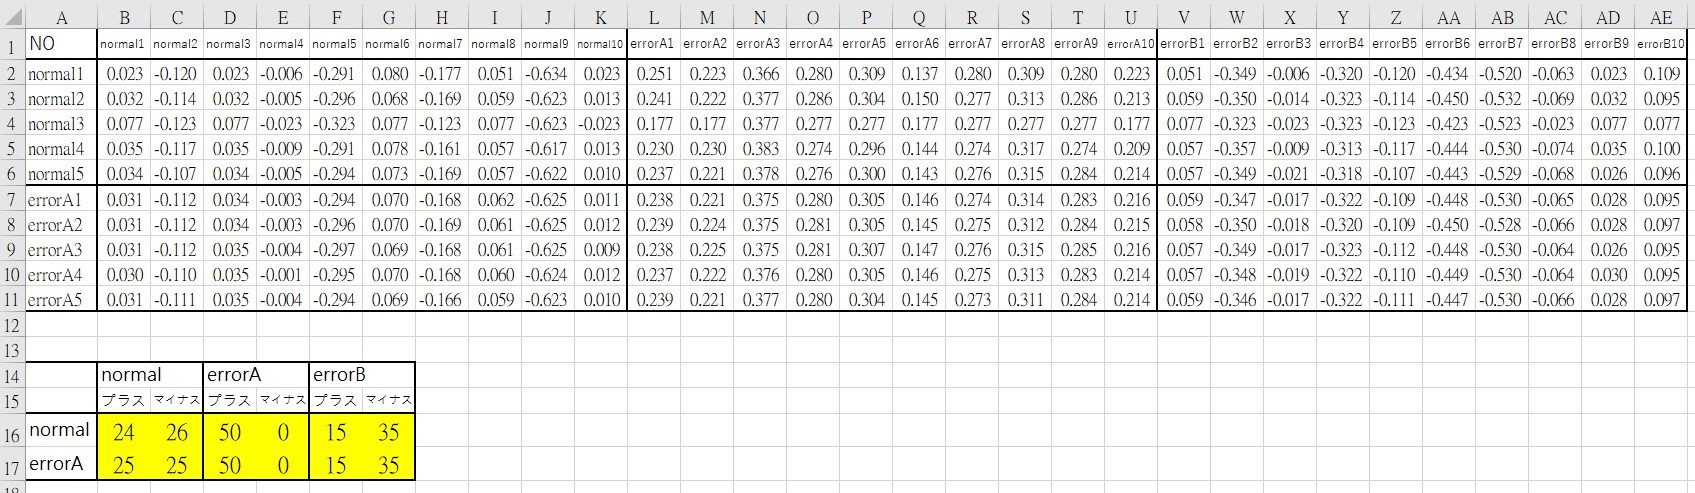 A B C D E F G H I J K L M N O P Q R S T U V W X Y Z AA AB AC AD AE
1 NO normal1 normal2 normal3 normal4 normal5 normal6 normal7 normal8 normal9 normal10 errorA1 errorA2 errorA3 errorA4 errorA5 errorA6 errorA7 errorA8 errorA9 errorA10 errorB1 errorB2 errorB3 errorB4 errorB5 errorB6 errorB7 errorB8 errorB9 errorB10
2 normal1 0.023 -0.120 0.023 -0.006 -0.291 0.080 -0.177 0.051 -0.634 0.023 0.251 0.223 0.366 0.280 0.309 0.137 0.280 0.309 0.280 0.223 0.051 -0.349 -0.006 -0.320 -0.120 -0.434 -0.520 -0.063 0.023 0.109
3 normal2 0.032 -0.114 0.032 -0.005 -0.296 0.068 -0.169 0.059 -0.623 0.013 0.241 0.222 0.377 0.286 0.304 0.150 0.277 0.313 0.286 0.213 0.059 -0.350 -0.014 -0.323 -0.114 -0.450 -0.532 -0.069 0.032 0.095
4 normal3 0.077 -0.123 0.077 -0.023 -0.323 0.077 -0.123 0.077 -0.623 -0.023 0.177 0.177 0.377 0.277 0.277 0.177 0.277 0.277 0.277 0.177 0.077 -0.323 -0.023 -0.323 -0.123 -0.423 -0.523 -0.023 0.077 0.077
5 normal4 0.035 -0.117 0.035 -0.009 -0.291 0.078 -0.161 0.057 -0.617 0.013 0.230 0.230 0.383 0.274 0.296 0.144 0.274 0.317 0.274 0.209 0.057 -0.357 -0.009 -0.313 -0.117 -0.444 -0.530 -0.074 0.035 0.100
6 normal5 0.034 -0.107 0.034 -0.005 -0.294 0.073 -0.169 0.057 -0.622 0.010 0.237 0.221 0.378 0.276 0.300 0.143 0.276 0.315 0.284 0.214 0.057 -0.349 -0.021 -0.318 -0.107 -0.443 -0.529 -0.068 0.026 0.096
7 errorA1 0.031 -0.112 0.034 -0.003 -0.294 0.070 -0.168 0.062 -0.625 0.011 0.238 0.221 0.375 0.280 0.305 0.146 0.274 0.314 0.283 0.216 0.059 -0.347 -0.017 -0.322 -0.109 -0.448 -0.530 -0.065 0.028 0.095
8 errorA2 0.031 -0.112 0.034 -0.003 -0.296 0.070 -0.169 0.061 -0.625 0.012 0.239 0.224 0.375 0.281 0.305 0.145 0.275 0.312 0.284 0.215 0.058 -0.350 -0.018 -0.320 -0.109 -0.450 -0.528 -0.066 0.028 0.097
9 errorA3 0.031 -0.112 0.035 -0.004 -0.297 0.069 -0.168 0.061 -0.625 0.009 0.238 0.225 0.375 0.281 0.307 0.147 0.276 0.315 0.285 0.216 0.057 -0.349 -0.017 -0.323 -0.112 -0.448 -0.530 -0.064 0.026 0.095
10 errorA4 0.030 -0.110 0.035 -0.001 -0.295 0.070 -0.168 0.060 -0.624 0.012 0.237 0.222 0.376 0.280 0.305 0.146 0.275 0.313 0.283 0.214 0.057 -0.348 -0.019 -0.322 -0.110 -0.449 -0.530 -0.064 0.030 0.095
11 errorA5 0.031 -0.111 0.035 -0.004 -0.294 0.069 -0.166 0.059 -0.623 0.010 0.239 0.221 0.377 0.280 0.304 0.145 0.273 0.311 0.284 0.214 0.059 -0.346 -0.017 -0.322 -0.111 -0.447 -0.530 -0.066 0.028 0.097
12
13
14 normal errorA errorB
15 プラス マイナス プラス マイナス プラス マイナス
16 normal 24 26 50 0 15 35
17 errorA 25 25 50 0 15 35
18